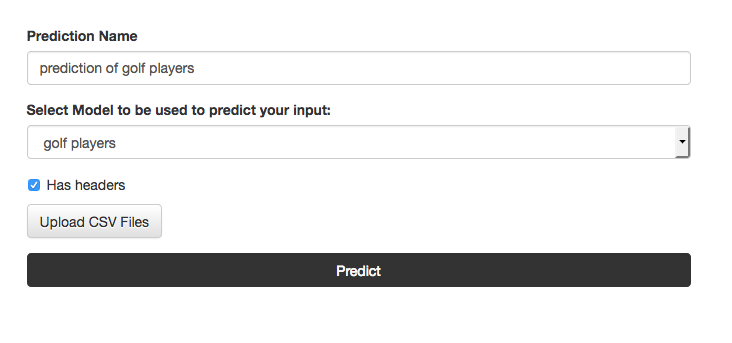 Prediction Name
prediction of golf players
Select Model to be used to predict your input:
golf players
Has headers
Upload CSV Files
Predict